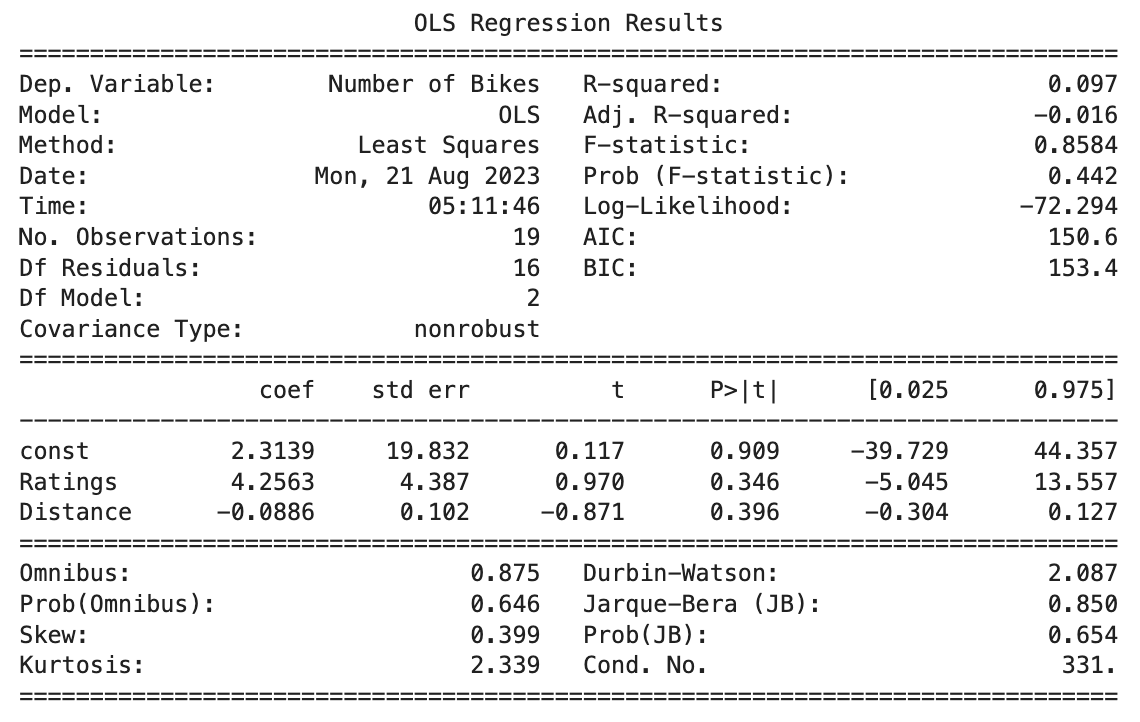 OLS Regression Results
==============================================================================
Dep. Variable:        Number of Bikes   R-squared:                       0.097
Model:                            OLS   Adj. R-squared:                 -0.016
Method:                 Least Squares   F-statistic:                    0.8584
Date:                Mon, 21 Aug 2023   Prob (F-statistic):              0.442
Time:                        05:11:46   Log-Likelihood:                -72.294
No. Observations:                  19   AIC:                             150.6
Df Residuals:                      16   BIC:                             153.4
Df Model:                           2
Covariance Type:            nonrobust
==============================================================================
                 coef    std err          t      P>|t|      [0.025      0.975]
------------------------------------------------------------------------------
const          2.3139     19.832      0.117      0.909     -39.729      44.357
Ratings        4.2563      4.387      0.970      0.346      -5.045      13.557
Distance      -0.0886      0.102     -0.871      0.396      -0.304       0.127
==============================================================================
Omnibus:                        0.875   Durbin-Watson:                   2.087
Prob(Omnibus):                  0.646   Jarque-Bera (JB):                0.850
Skew:                           0.399   Prob(JB):                        0.654
Kurtosis:                       2.339   Cond. No.                         331.
==============================================================================